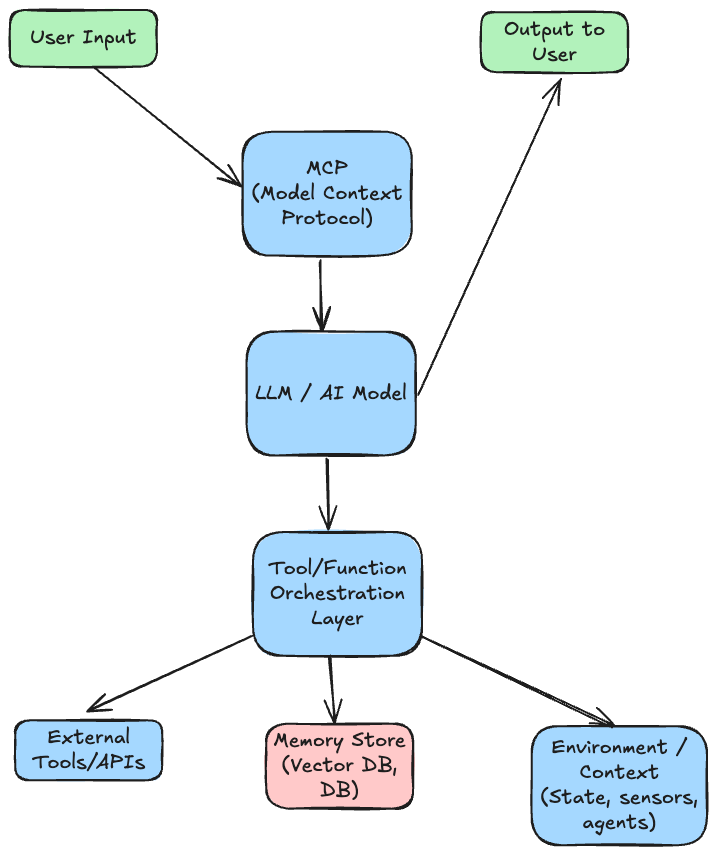 User Input
Output to
User
MCP
(Model Context
Protocol)
LLM / AI Model
Tool/Function
Orchestration
Layer
External
Tools/APIs
Memory Store
(Vector DB,
DB)
Environment /
Context
(State, sensors,
agents)